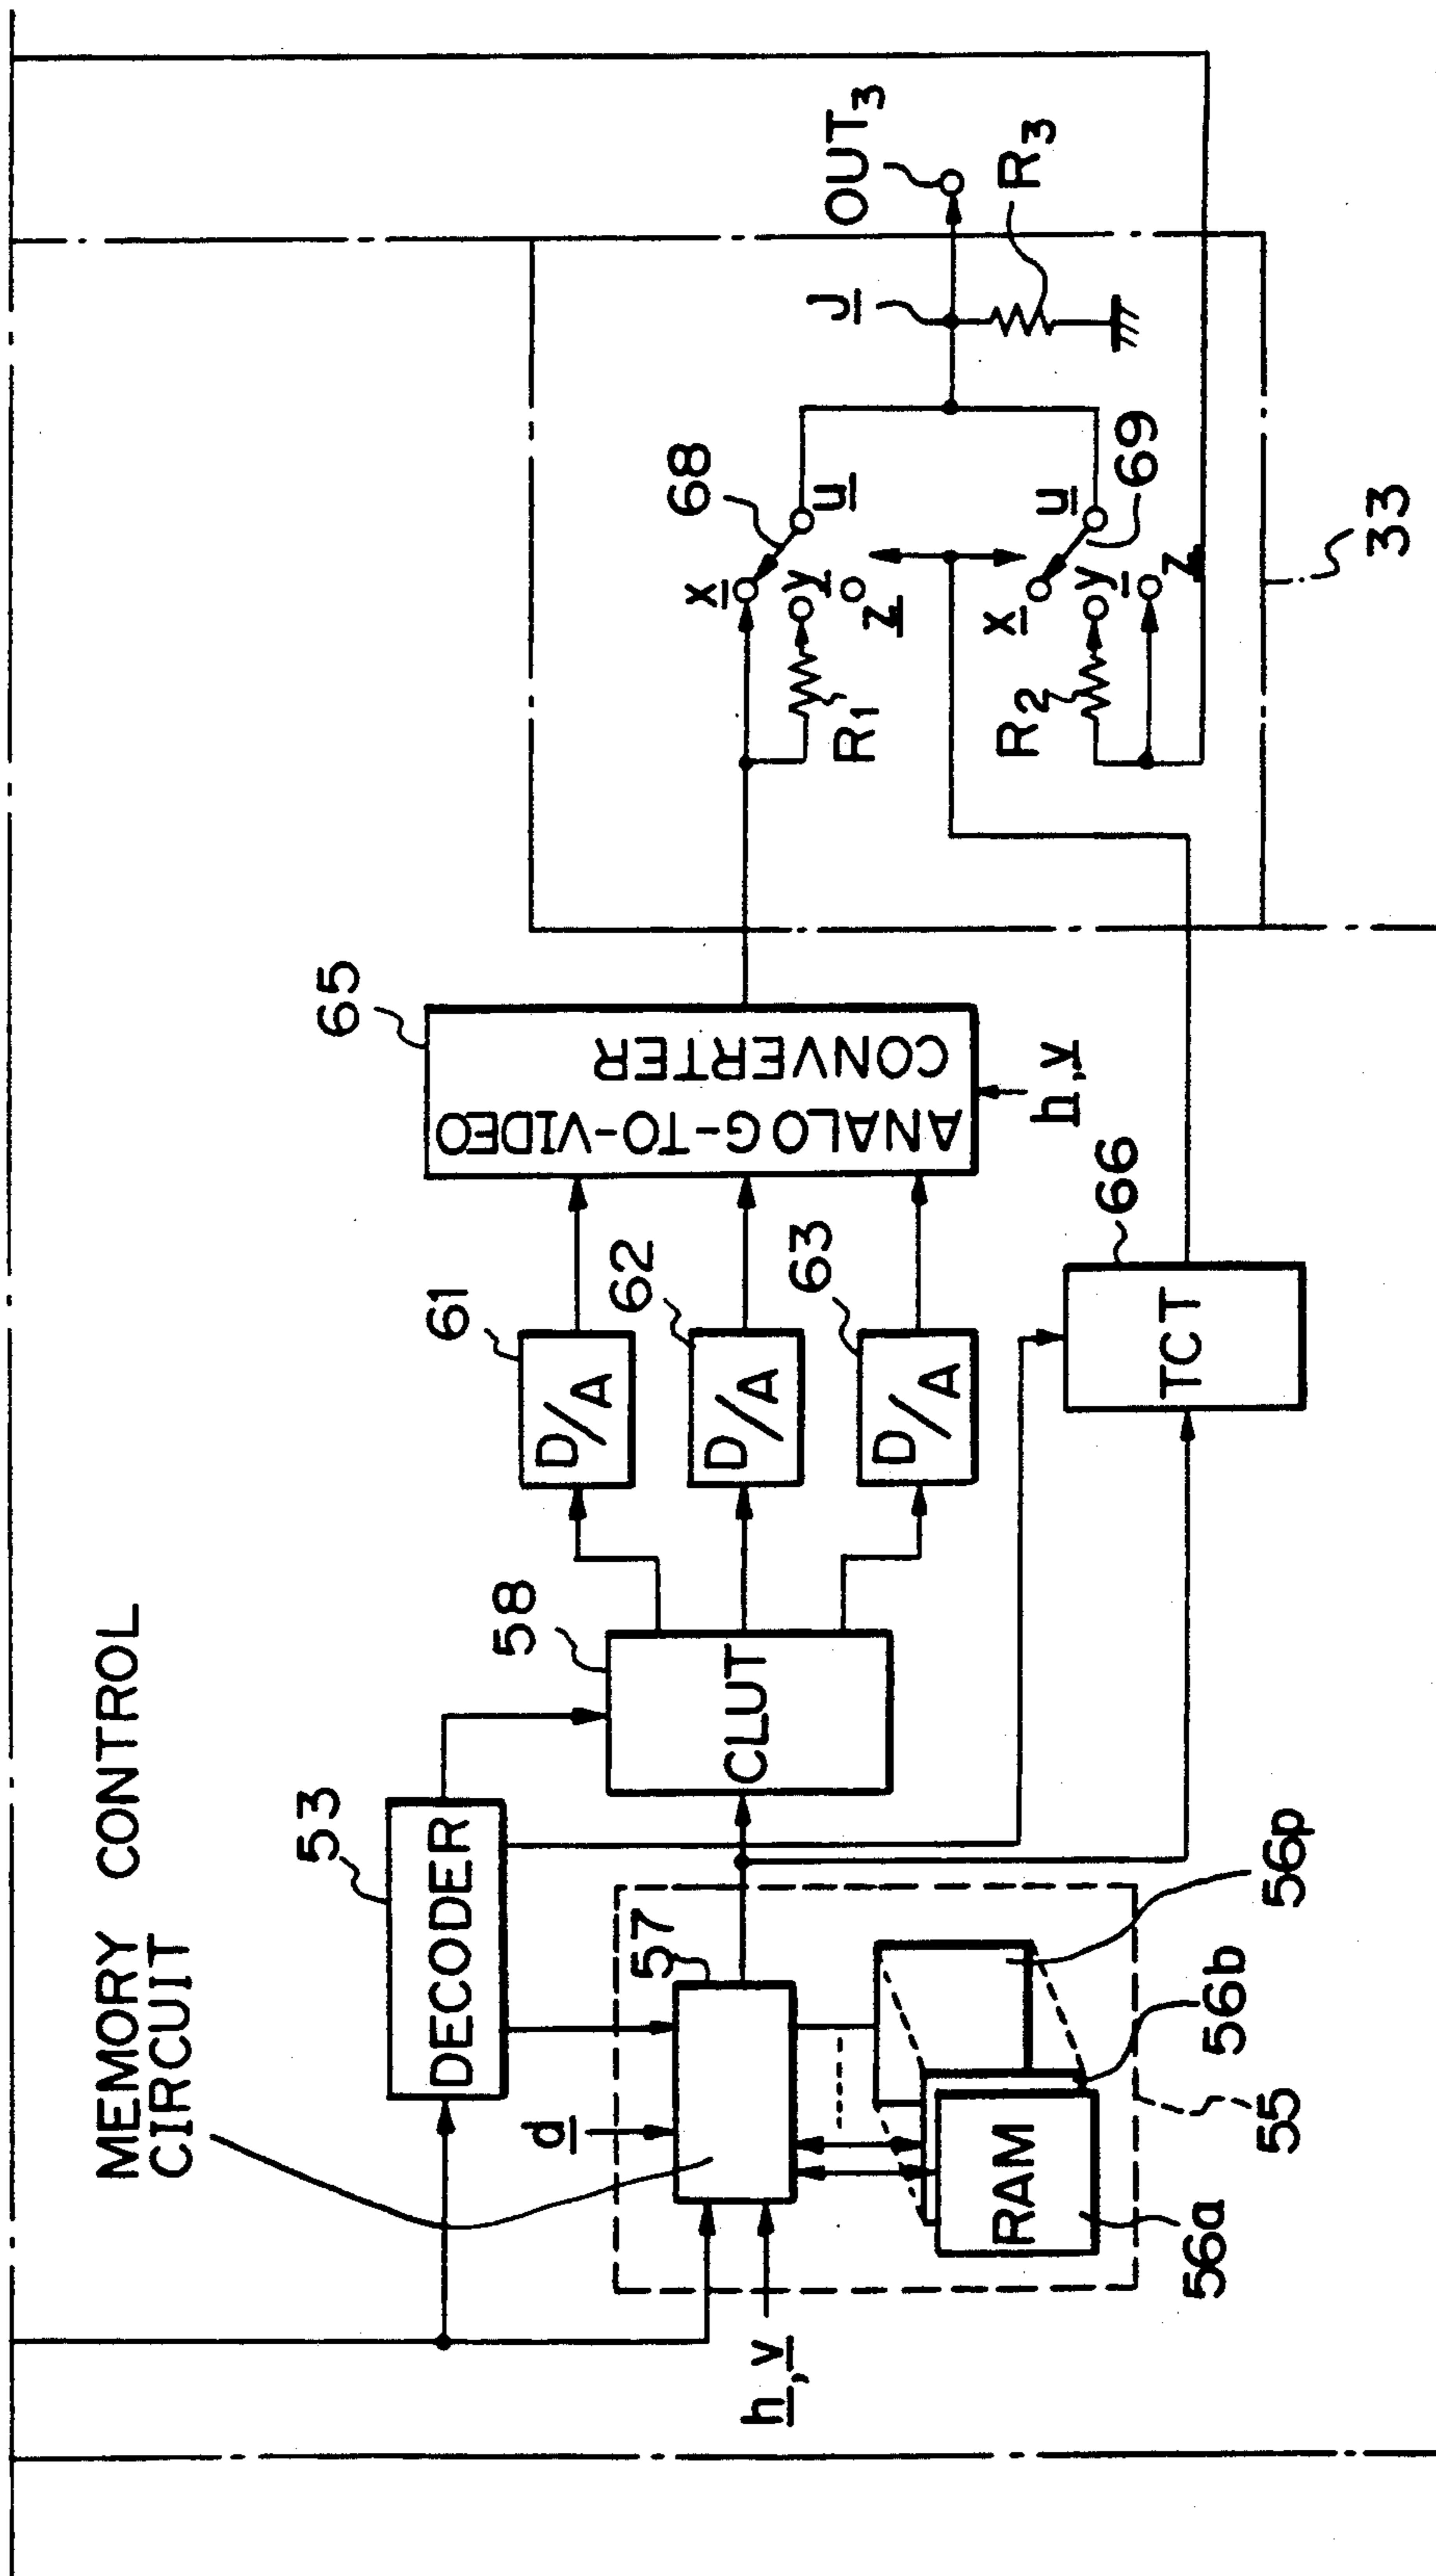 MEMORY CONTROL
CIRCUIT
53
DECODER
d
57
h, v
RAM
56a
56b
56p
55
58
CLUT
61
D/A
62
D/A
63
D/A
65
ANALOG-TO-VIDEO
CONVERTER
h, v
66
TCT
x
68
u
y
z
R1
x
u
69
y
z
R2
J
OUT3
R3
33